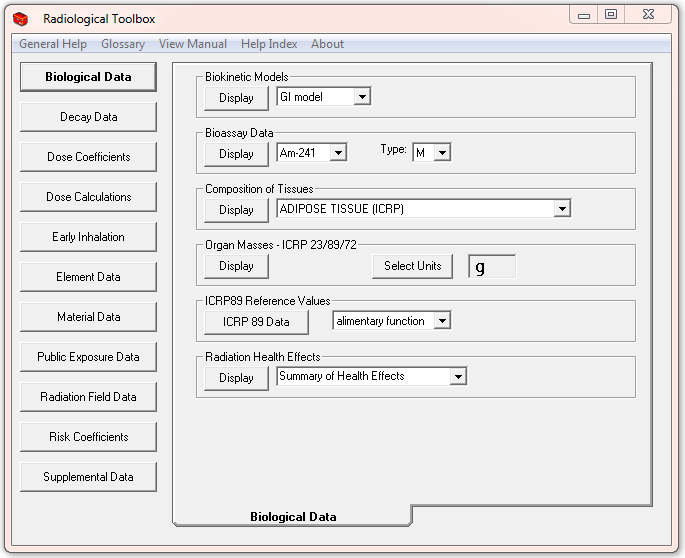 Radiological Toolbox
General Help Glossary View Manual Help Index About
Biological Data
Decay Data
Dose Coefficients
Dose Calculations
Early Inhalation
Element Data
Material Data
Public Exposure Data
Radiation Field Data
Risk Coefficients
Supplemental Data
Biokinetic Models
Display GI model
Bioassay Data
Display Am-241 Type: M
Composition of Tissues
Display ADIPOSE TISSUE (ICRP)
Organ Masses - ICRP 23/89/72
Display Select Units g
ICRP89 Reference Values
ICRP 89 Data alimentary function
Radiation Health Effects
Display Summary of Health Effects
Biological Data